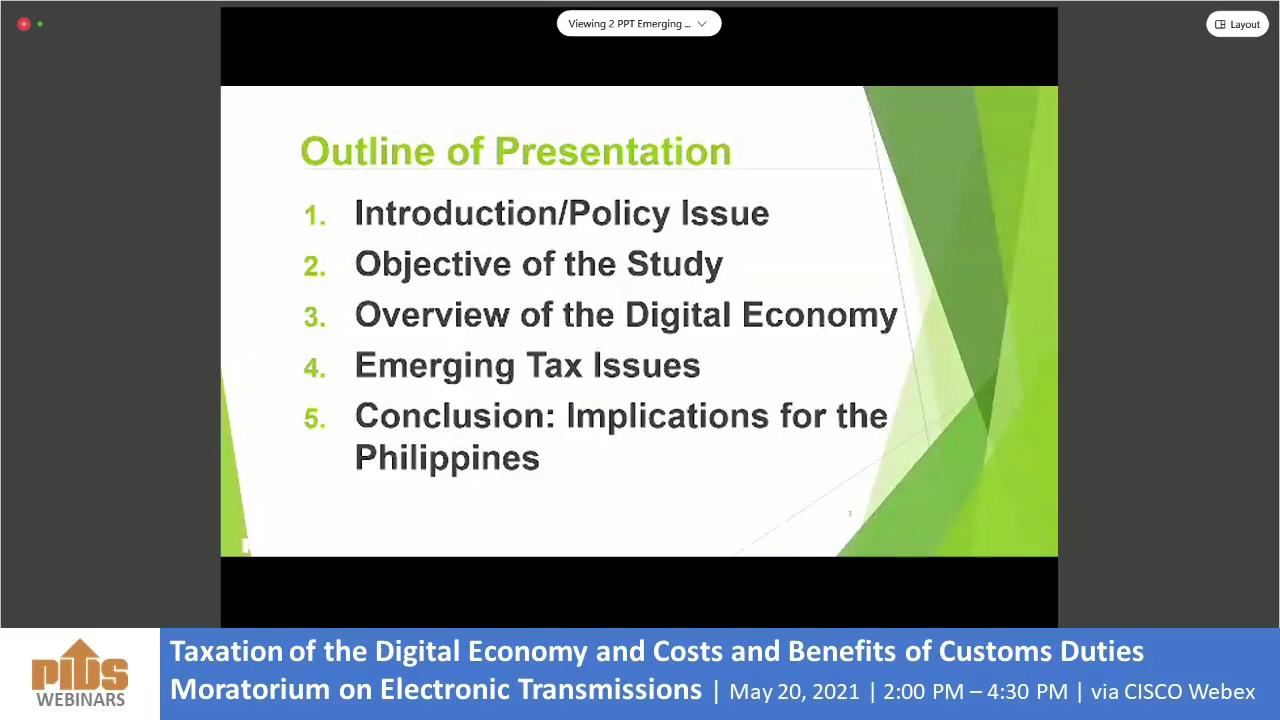 Viewing 2 PPT Emerging ...
Layout
Outline of Presentation
1. Introduction/Policy Issue
2. Objective of the Study
3. Overview of the Digital Economy
4. Emerging Tax Issues
5. Conclusion: Implications for the
Philippines
1
PIDS
WEBINARS
Taxation of the Digital Economy and Costs and Benefits of Customs Duties
Moratorium on Electronic Transmissions | May 20, 2021 | 2:00 PM – 4:30 PM | via CISCO Webex